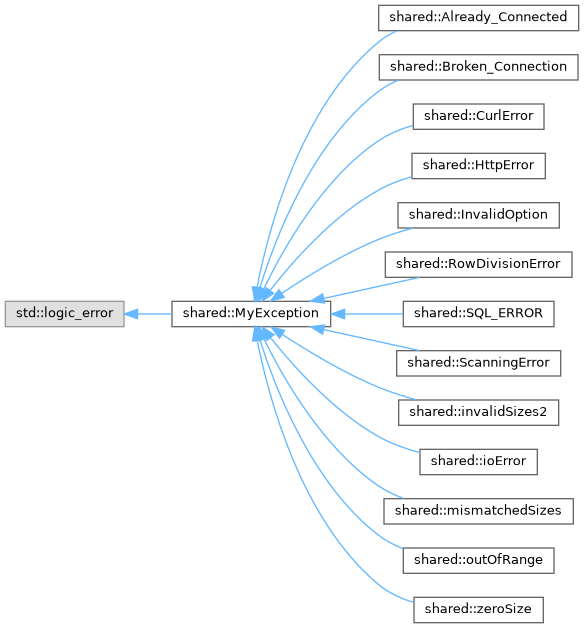 shared::Already_Connected
shared::Broken_Connection
shared::CurlError
shared::HttpError
shared::InvalidOption
shared::RowDivisionError
std::logic_error
shared::MyException
shared::SQL_ERROR
shared::ScanningError
shared::invalidSizes2
shared::ioError
shared::mismatchedSizes
shared::outOfRange
shared::zeroSize